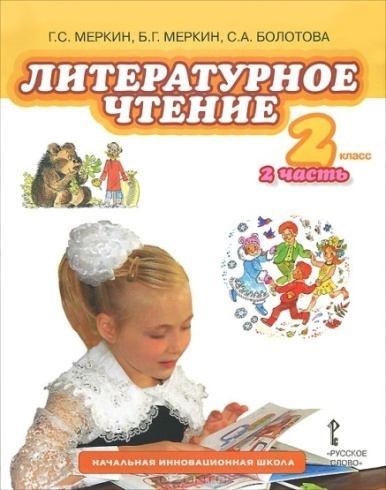 Г.С. МЕРКИН, Б.Г. МЕРКИН, С.А. БОЛОТОВА
ЛИТЕРАТУРНОЕ
ЧТЕНИЕ
2
класс
2 часть
НАЧАЛЬНАЯ ИННОВАЦИОННАЯ ШКОЛА
«РУССКОЕ
СЛОВО»